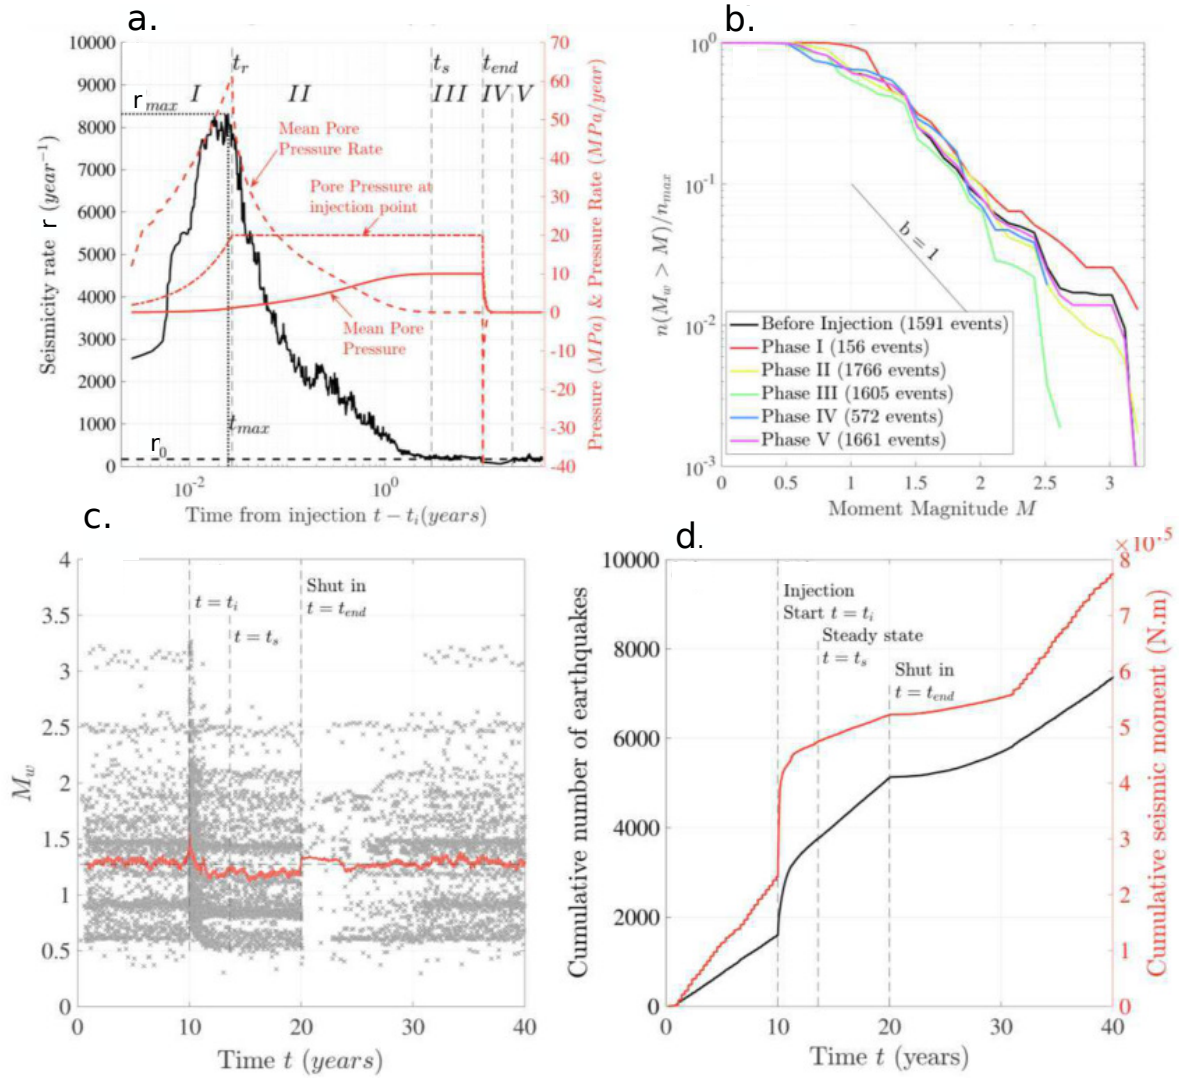 a.
10000
9000
8000
7000
6000
5000
4000
3000
2000
1000
0
Seismicity rate r (year⁻¹)
r_max
I
t_r
II
t_s
III
t_end
IV
V
Mean Pore
Pressure Rate
Pore Pressure at
injection point
Mean Pore
Pressure
t_max
r_0
70
60
50
40
30
20
10
0
-10
-20
-30
-40
Pressure (MPa) & Pressure Rate (MPa/year)
10⁻²
10⁰
Time from injection t − t_i (years)
b.
10⁰
10⁻¹
10⁻²
10⁻³
n(M_w > M)/n_max
b = 1
Before Injection (1591 events)
Phase I (156 events)
Phase II (1766 events)
Phase III (1605 events)
Phase IV (572 events)
Phase V (1661 events)
0
0.5
1
1.5
2
2.5
3
Moment Magnitude M
c.
4
3.5
3
2.5
2
1.5
1
0.5
0
M_w
t = t_i
t = t_s
Shut in
t = t_end
0
10
20
30
40
Time t (years)
d.
10000
8000
6000
4000
2000
0
Cumulative number of earthquakes
Injection
Start t = t_i
Steady state
t = t_s
Shut in
t = t_end
×10⁻⁵
8
7
6
5
4
3
2
1
0
Cumulative seismic moment (N.m)
0
10
20
30
40
Time t (years)